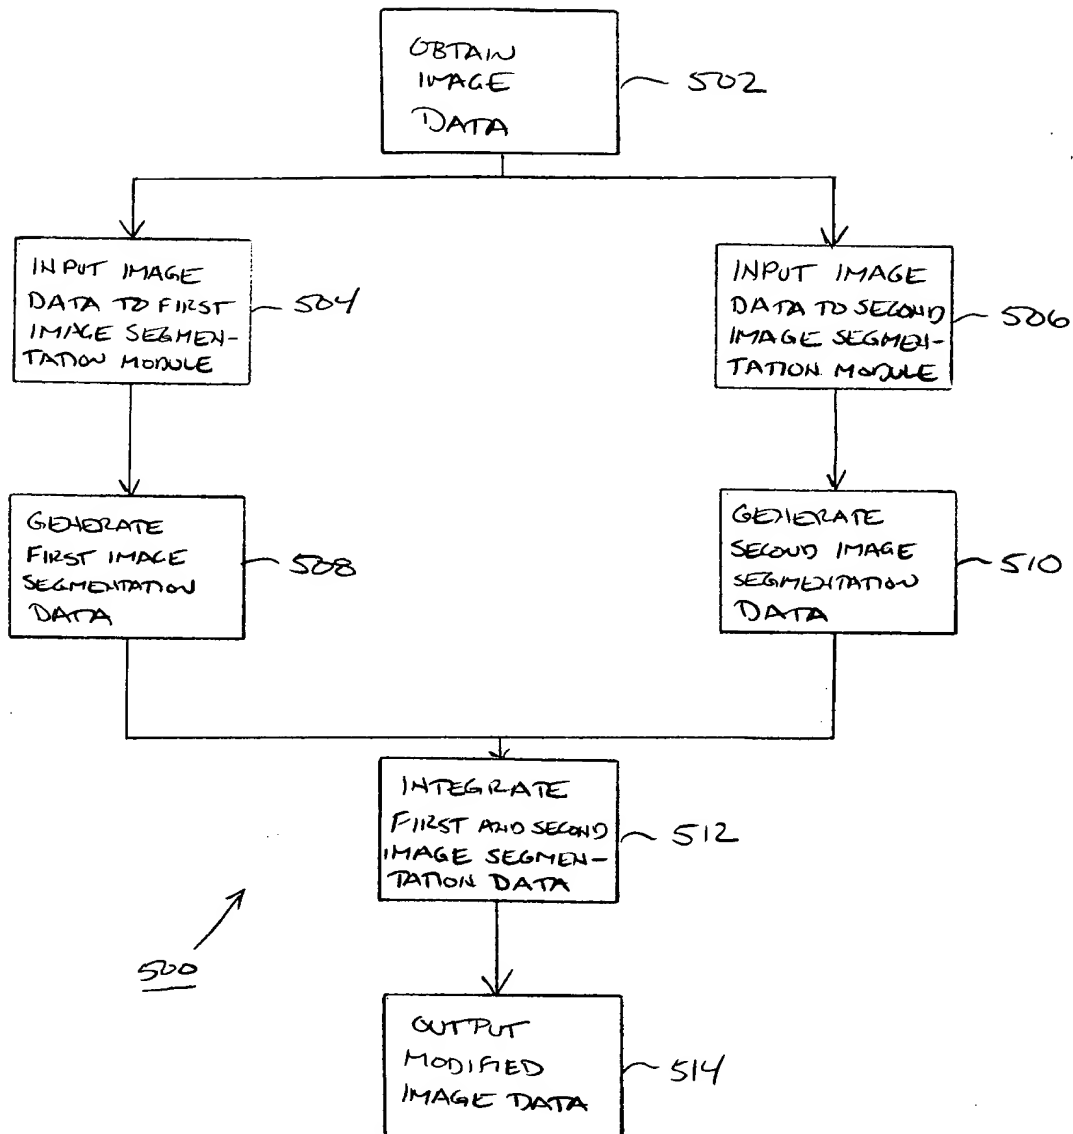 OBTAIN
IMAGE
DATA
502
INPUT IMAGE
DATA TO FIRST
IMAGE SEGMEN-
TATION MODULE
504
INPUT IMAGE
DATA TO SECOND
IMAGE SEGMEN-
TATION MODULE
506
GENERATE
FIRST IMAGE
SEGMENTATION
DATA
508
GENERATE
SECOND IMAGE
SEGMENTATION
DATA
510
INTEGRATE
FIRST AND SECOND
IMAGE SEGMEN-
TATION DATA
512
500
OUTPUT
MODIFIED
IMAGE DATA
514